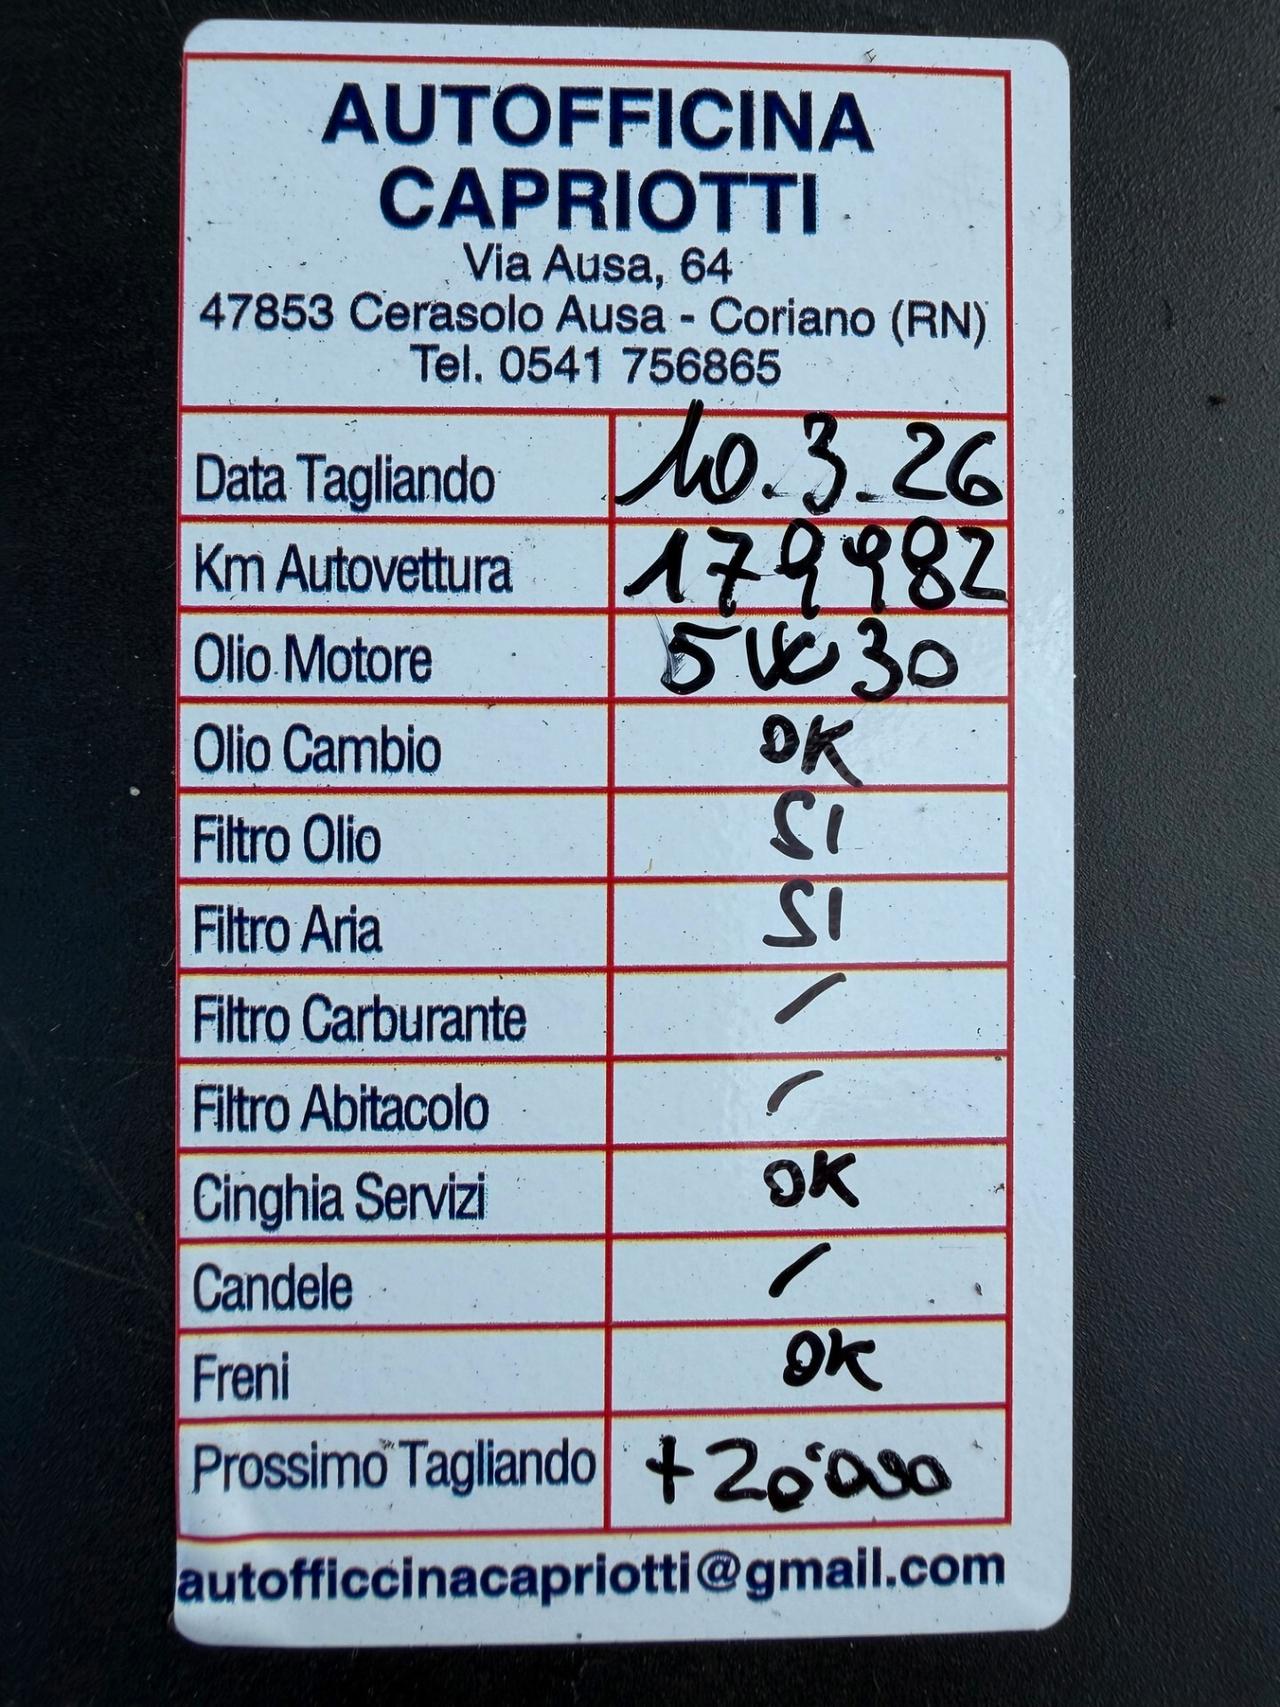 AUTOFFICINA
CAPRIOTTI
Via Ausa, 64
47853 Cerasolo Ausa - Coriano (RN)
Tel. 0541 756865
Data Tagliando 10.3.26
Km Autovettura 179982
Olio Motore 5W30
Olio Cambio OK
Filtro Olio SI
Filtro Aria SI
Filtro Carburante /
Filtro Abitacolo /
Cinghia Servizi OK
Candele /
Freni OK
Prossimo Tagliando +20'000
autofficcinacapriotti@gmail.com